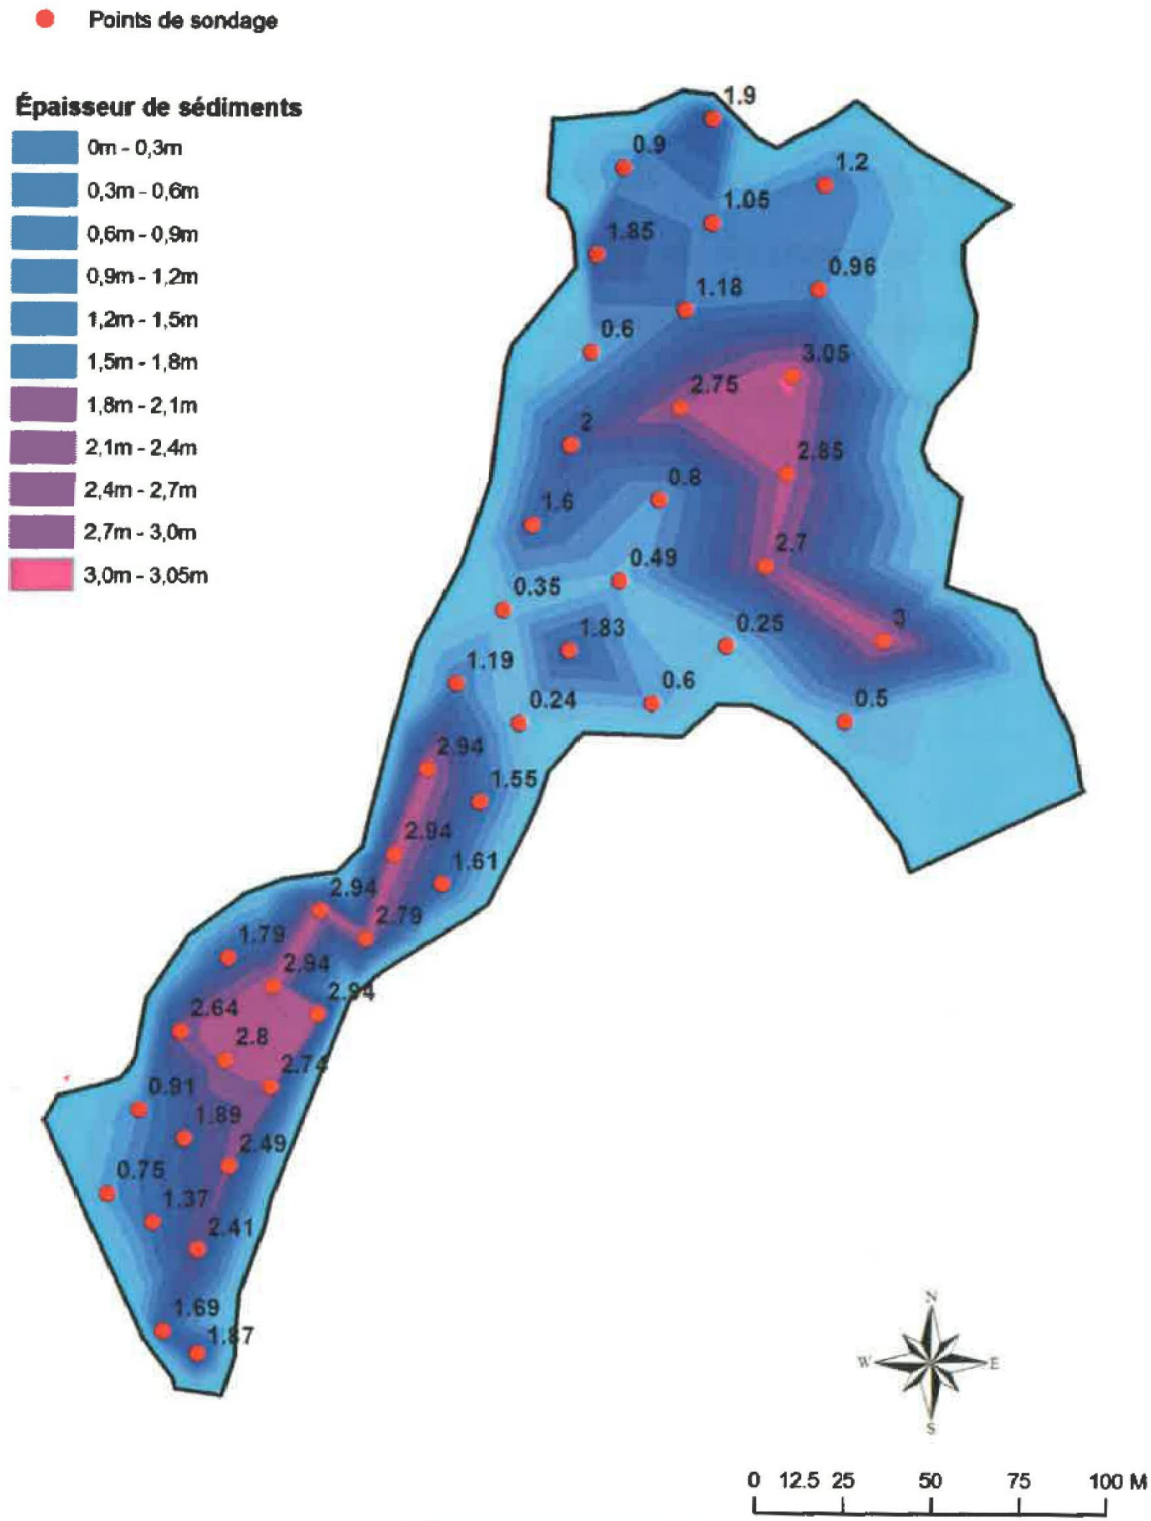 Points de sondage
Épaisseur de sédiments
0m - 0,3m
0,3m - 0,6m
0,6m - 0,9m
0,9m - 1,2m
1,2m - 1,5m
1,5m - 1,8m
1,8m - 2,1m
2,1m - 2,4m
2,4m - 2,7m
2,7m - 3,0m
3,0m - 3,05m
1.9
0.9
1.2
1.05
1.85
0.96
1.18
0.6
3.05
2.75
2
2.85
0.8
1.6
2.7
0.49
0.35
3
0.25
1.83
1.19
0.6
0.24
0.5
2.94
1.55
2.94
1.61
2.94
2.79
1.79
2.94
2.94
2.64
2.8
2.74
0.91
1.89
2.49
0.75
1.37
2.41
1.69
1.87
N
W E
S
0 12.5 25 50 75 100 M